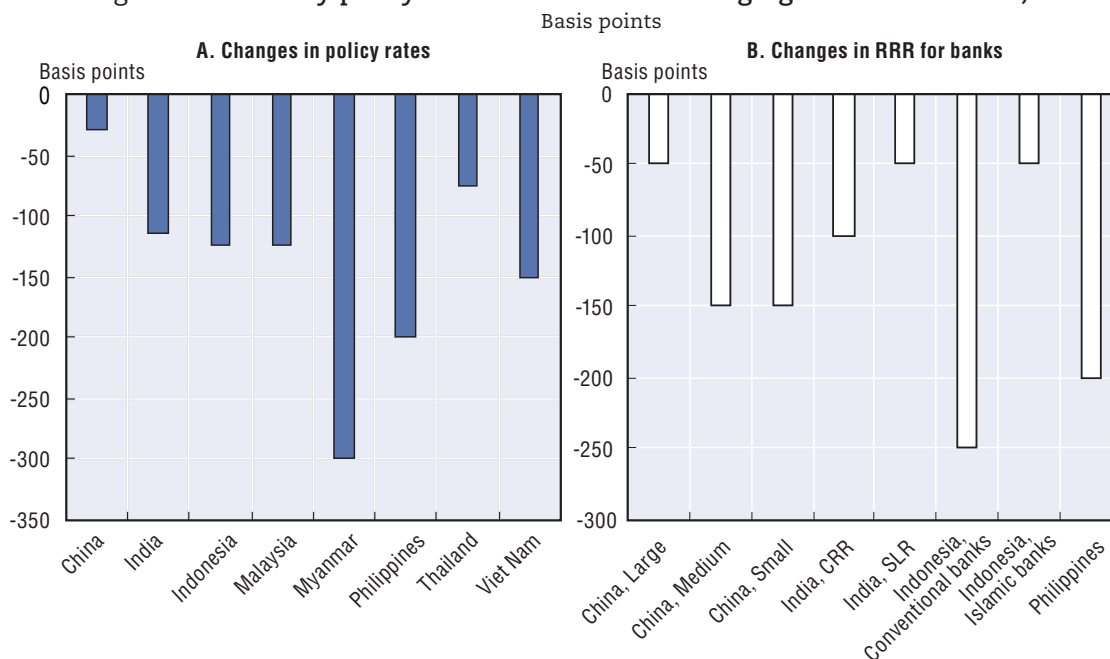 Basis points
A. Changes in policy rates
Basis points
0
-50
-100
-150
-200
-250
-300
-350
China
India
Indonesia
Malaysia
Myanmar
Philippines
Thailand
Viet Nam
B. Changes in RRR for banks
Basis points
0
-50
-100
-150
-200
-250
-300
China, Large
China, Medium
China, Small
India, CRR
India, SLR
Indonesia,
Conventional banks
Indonesia,
Islamic banks
Philippines